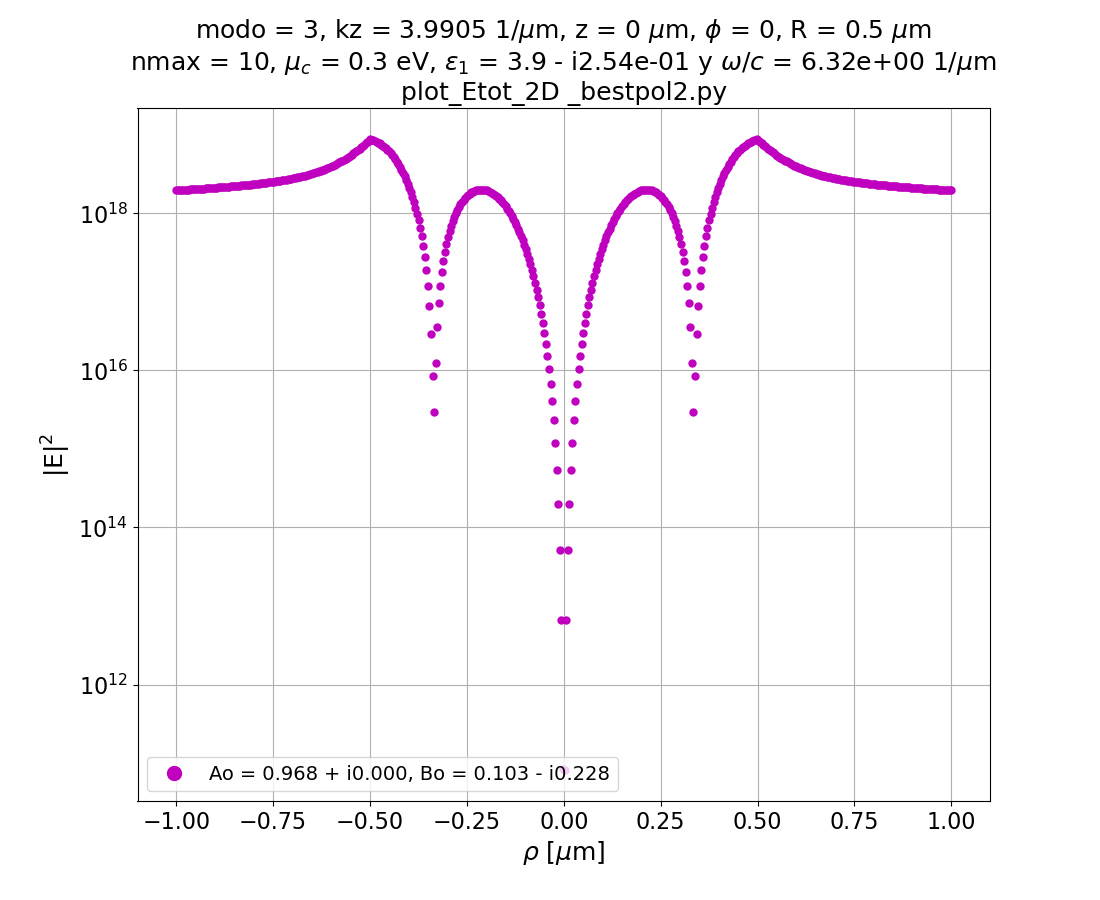 modo = 3, kz = 3.9905 1/μm, z = 0 μm, ϕ = 0, R = 0.5 μm
nmax = 10, μ_c = 0.3 eV, ε_1 = 3.9 - i2.54e-01 y ω/c = 6.32e+00 1/μm
plot_Etot_2D _bestpol2.py
|E|²
10¹⁸
10¹⁶
10¹⁴
10¹²
Ao = 0.968 + i0.000, Bo = 0.103 - i0.228
−1.00 −0.75 −0.50 −0.25 0.00 0.25 0.50 0.75 1.00
ρ [μm]